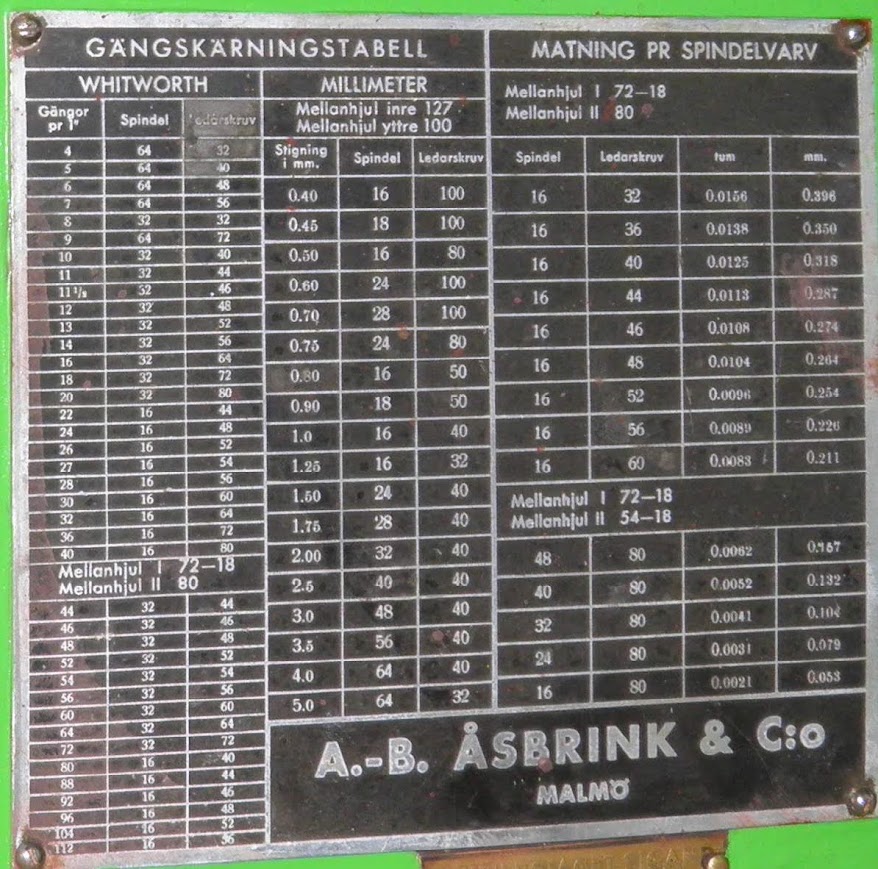 GÄNGSKÄRNINGSTABELL
WHITWORTH
Gängor pr 1" Spindel Ledarskruv
4 64 32
5 64 40
6 64 48
7 64 56
8 32 32
9 64 72
10 32 40
11 32 44
11 1/2 32 46
12 32 48
13 32 52
14 32 56
16 32 64
18 32 72
20 32 80
22 16 44
24 16 48
26 16 52
27 16 54
28 16 56
30 16 60
32 16 64
36 16 72
40 16 80
Mellanhjul I 72–18
Mellanhjul II 80
44 32 44
46 32 46
48 32 48
52 32 52
54 32 54
56 32 56
60 32 60
64 32 64
72 32 72
80 16 40
88 16 44
92 16 46
96 16 48
104 16 52
112 16 56
MILLIMETER
Mellanhjul inre 127
Mellanhjul yttre 100
Stigning i mm. Spindel Ledarskruv
0.40 16 100
0.45 18 100
0.50 16 80
0.60 24 100
0.70 28 100
0.75 24 80
0.80 16 50
0.90 18 50
1.0 16 40
1.25 16 32
1.50 24 40
1.75 28 40
2.00 32 40
2.5 40 40
3.0 48 40
3.5 56 40
4.0 64 40
5.0 64 32
MATNING PR SPINDELVARV
Mellanhjul I 72–18
Mellanhjul II 80
Spindel Ledarskruv tum mm.
16 32 0.0156 0.396
16 36 0.0138 0.350
16 40 0.0125 0.318
16 44 0.0113 0.287
16 46 0.0108 0.274
16 48 0.0104 0.264
16 52 0.0096 0.254
16 56 0.0089 0.226
16 60 0.0083 0.211
Mellanhjul I 72–18
Mellanhjul II 54–18
48 80 0.0062 0.157
40 80 0.0052 0.132
32 80 0.0041 0.104
24 80 0.0031 0.079
16 80 0.0021 0.053
A.-B. ÅSBRINK & C:o
MALMÖ